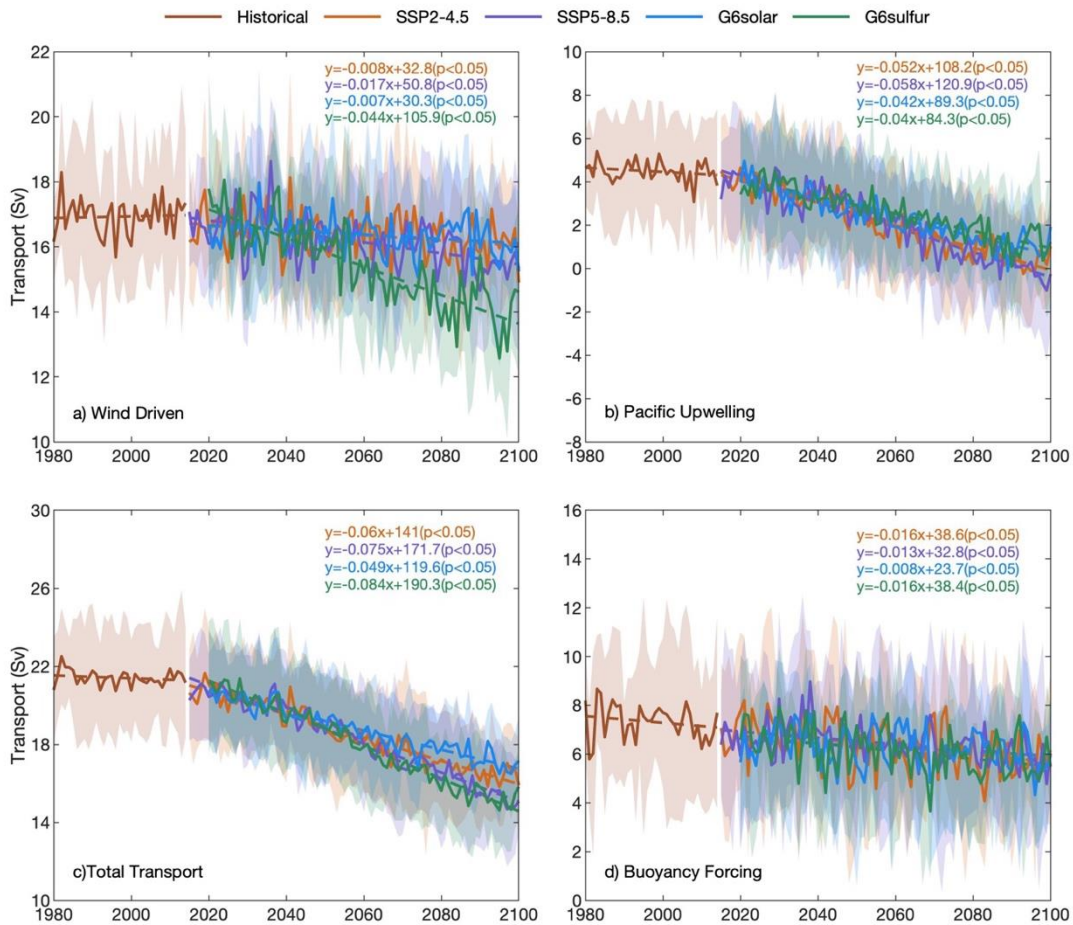 Historical SSP2-4.5 SSP5-8.5 G6solar G6sulfur
22
20
18
16
14
12
10
Transport (Sv)
y=-0.008x+32.8(p<0.05)
y=-0.017x+50.8(p<0.05)
y=-0.007x+30.3(p<0.05)
y=-0.044x+105.9(p<0.05)
a) Wind Driven
1980 2000 2020 2040 2060 2080 2100
10
8
6
4
2
0
-2
-4
-6
-8
y=-0.052x+108.2(p<0.05)
y=-0.058x+120.9(p<0.05)
y=-0.042x+89.3(p<0.05)
y=-0.04x+84.3(p<0.05)
b) Pacific Upwelling
1980 2000 2020 2040 2060 2080 2100
30
26
22
18
14
10
Transport (Sv)
y=-0.06x+141(p<0.05)
y=-0.075x+171.7(p<0.05)
y=-0.049x+119.6(p<0.05)
y=-0.084x+190.3(p<0.05)
c)Total Transport
1980 2000 2020 2040 2060 2080 2100
16
14
12
10
8
6
4
2
0
y=-0.016x+38.6(p<0.05)
y=-0.013x+32.8(p<0.05)
y=-0.008x+23.7(p<0.05)
y=-0.016x+38.4(p<0.05)
d) Buoyancy Forcing
1980 2000 2020 2040 2060 2080 2100